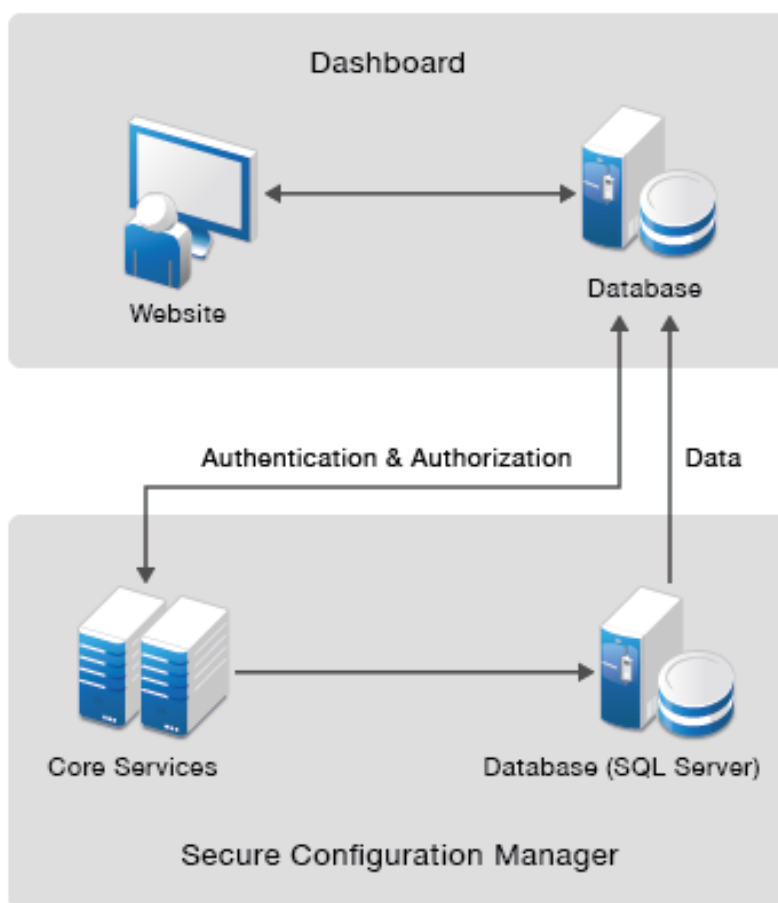 Dashboard
Website
Database
Authentication & Authorization
Data
Core Services
Database (SQL Server)
Secure Configuration Manager